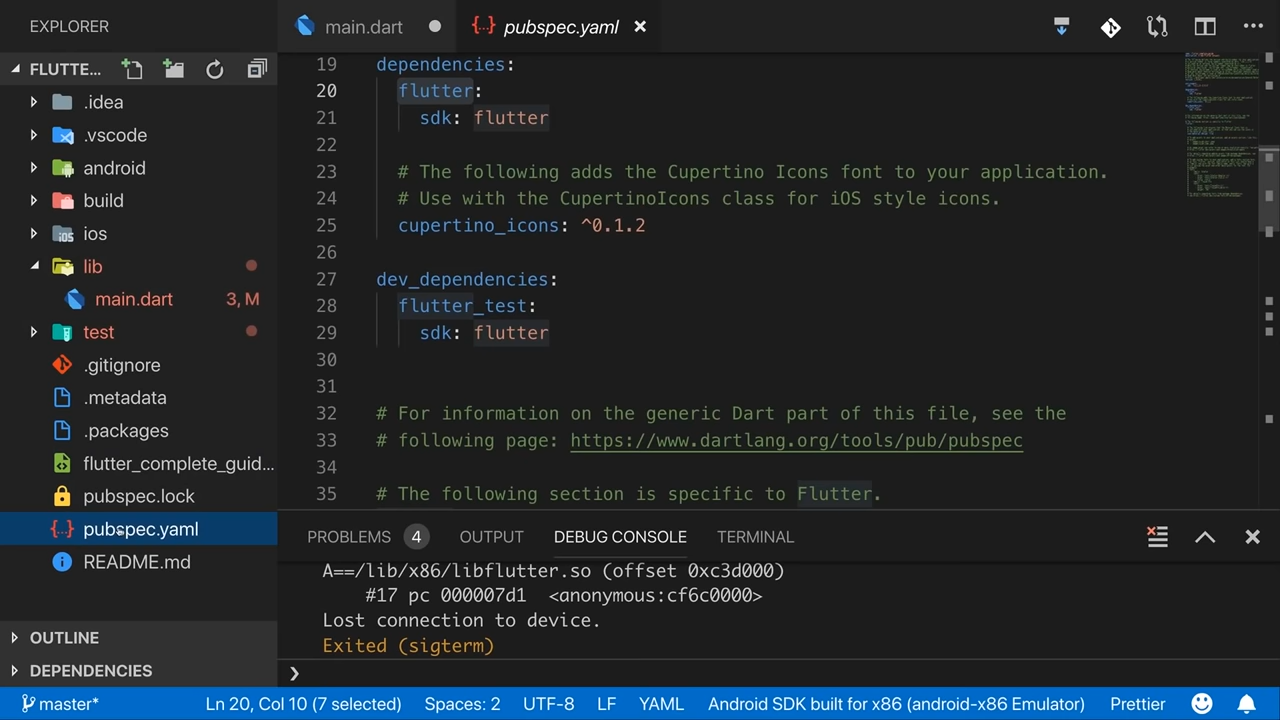 EXPLORER
FLUTTE...
.idea
.vscode
android
build
ios
lib
main.dart 3, M
test
.gitignore
.metadata
.packages
flutter_complete_guid...
pubspec.lock
pubspec.yaml
README.md
OUTLINE
DEPENDENCIES
main.dart
pubspec.yaml
19 dependencies:
20 flutter:
21 sdk: flutter
22
23 # The following adds the Cupertino Icons font to your application.
24 # Use with the CupertinoIcons class for iOS style icons.
25 cupertino_icons: ^0.1.2
26
27 dev_dependencies:
28 flutter_test:
29 sdk: flutter
30
31
32 # For information on the generic Dart part of this file, see the
33 # following page: https://www.dartlang.org/tools/pub/pubspec
34
35 # The following section is specific to Flutter.
PROBLEMS 4 OUTPUT DEBUG CONSOLE TERMINAL
A==/lib/x86/libflutter.so (offset 0xc3d000)
#17 pc 000007d1 <anonymous:cf6c0000>
Lost connection to device.
Exited (sigterm)
master* Ln 20, Col 10 (7 selected) Spaces: 2 UTF-8 LF YAML Android SDK built for x86 (android-x86 Emulator) Prettier